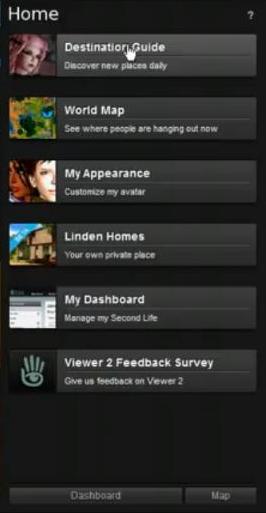 Home
?
Destination Guide
Discover new places daily
World Map
See where people are hanging out now
My Appearance
Customize my avatar
Linden Homes
Your own private place
My Dashboard
Manage my Second Life
Viewer 2 Feedback Survey
Give us feedback on Viewer 2
Dashboard
Map